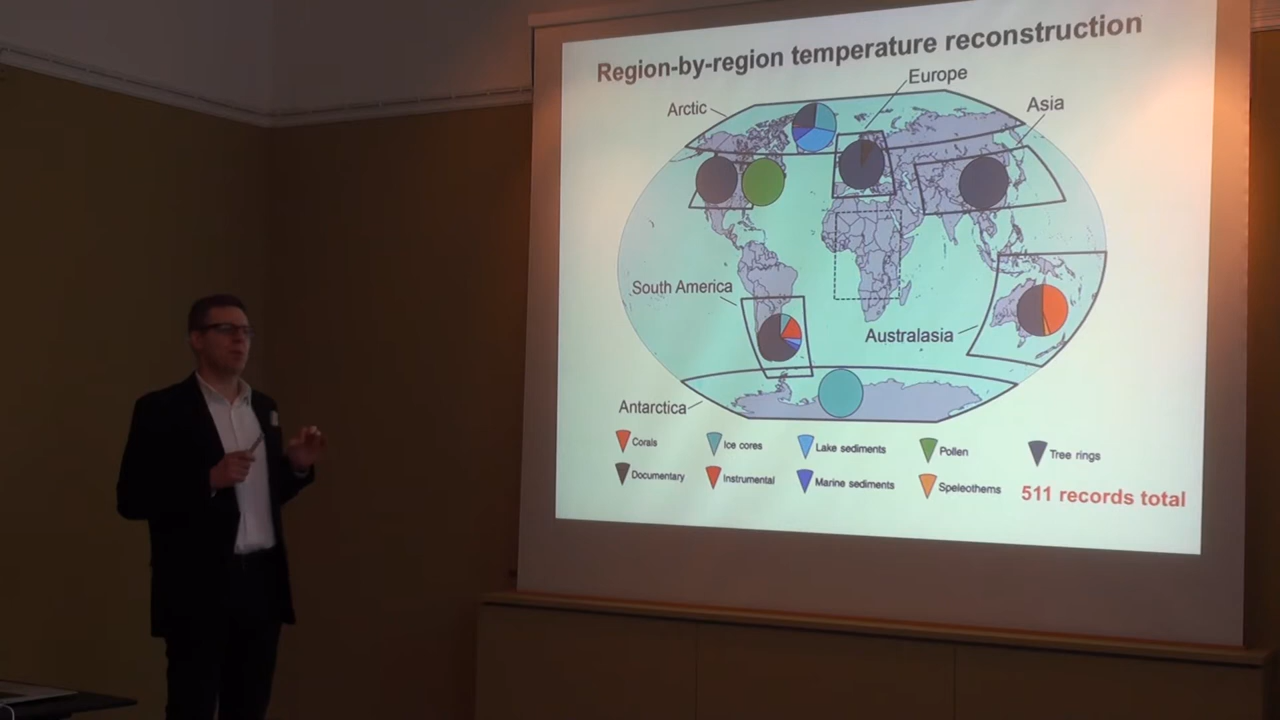 Region-by-region temperature reconstruction
Europe
Arctic
Asia
South America
Australasia
Antarctica
Corals
Ice cores
Lake sediments
Pollen
Tree rings
Documentary
Instrumental
Marine sediments
Speleothems
511 records total